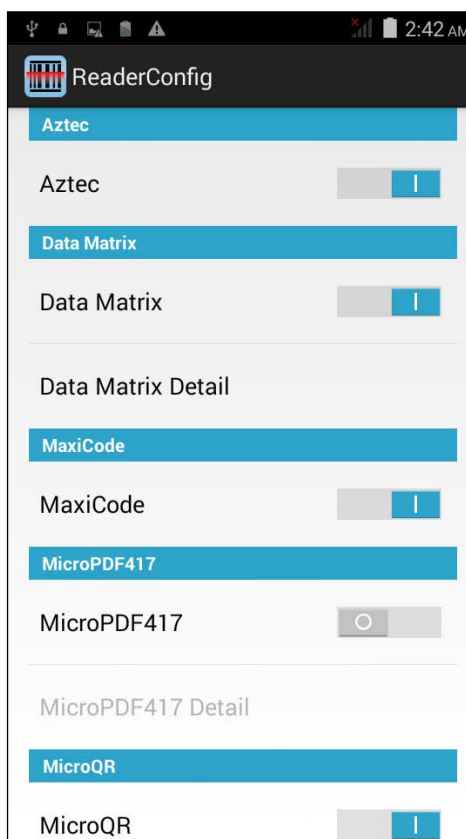 2:42 AM
ReaderConfig
Aztec
Aztec
Data Matrix
Data Matrix
Data Matrix Detail
MaxiCode
MaxiCode
MicroPDF417
MicroPDF417
MicroPDF417 Detail
MicroQR
MicroQR